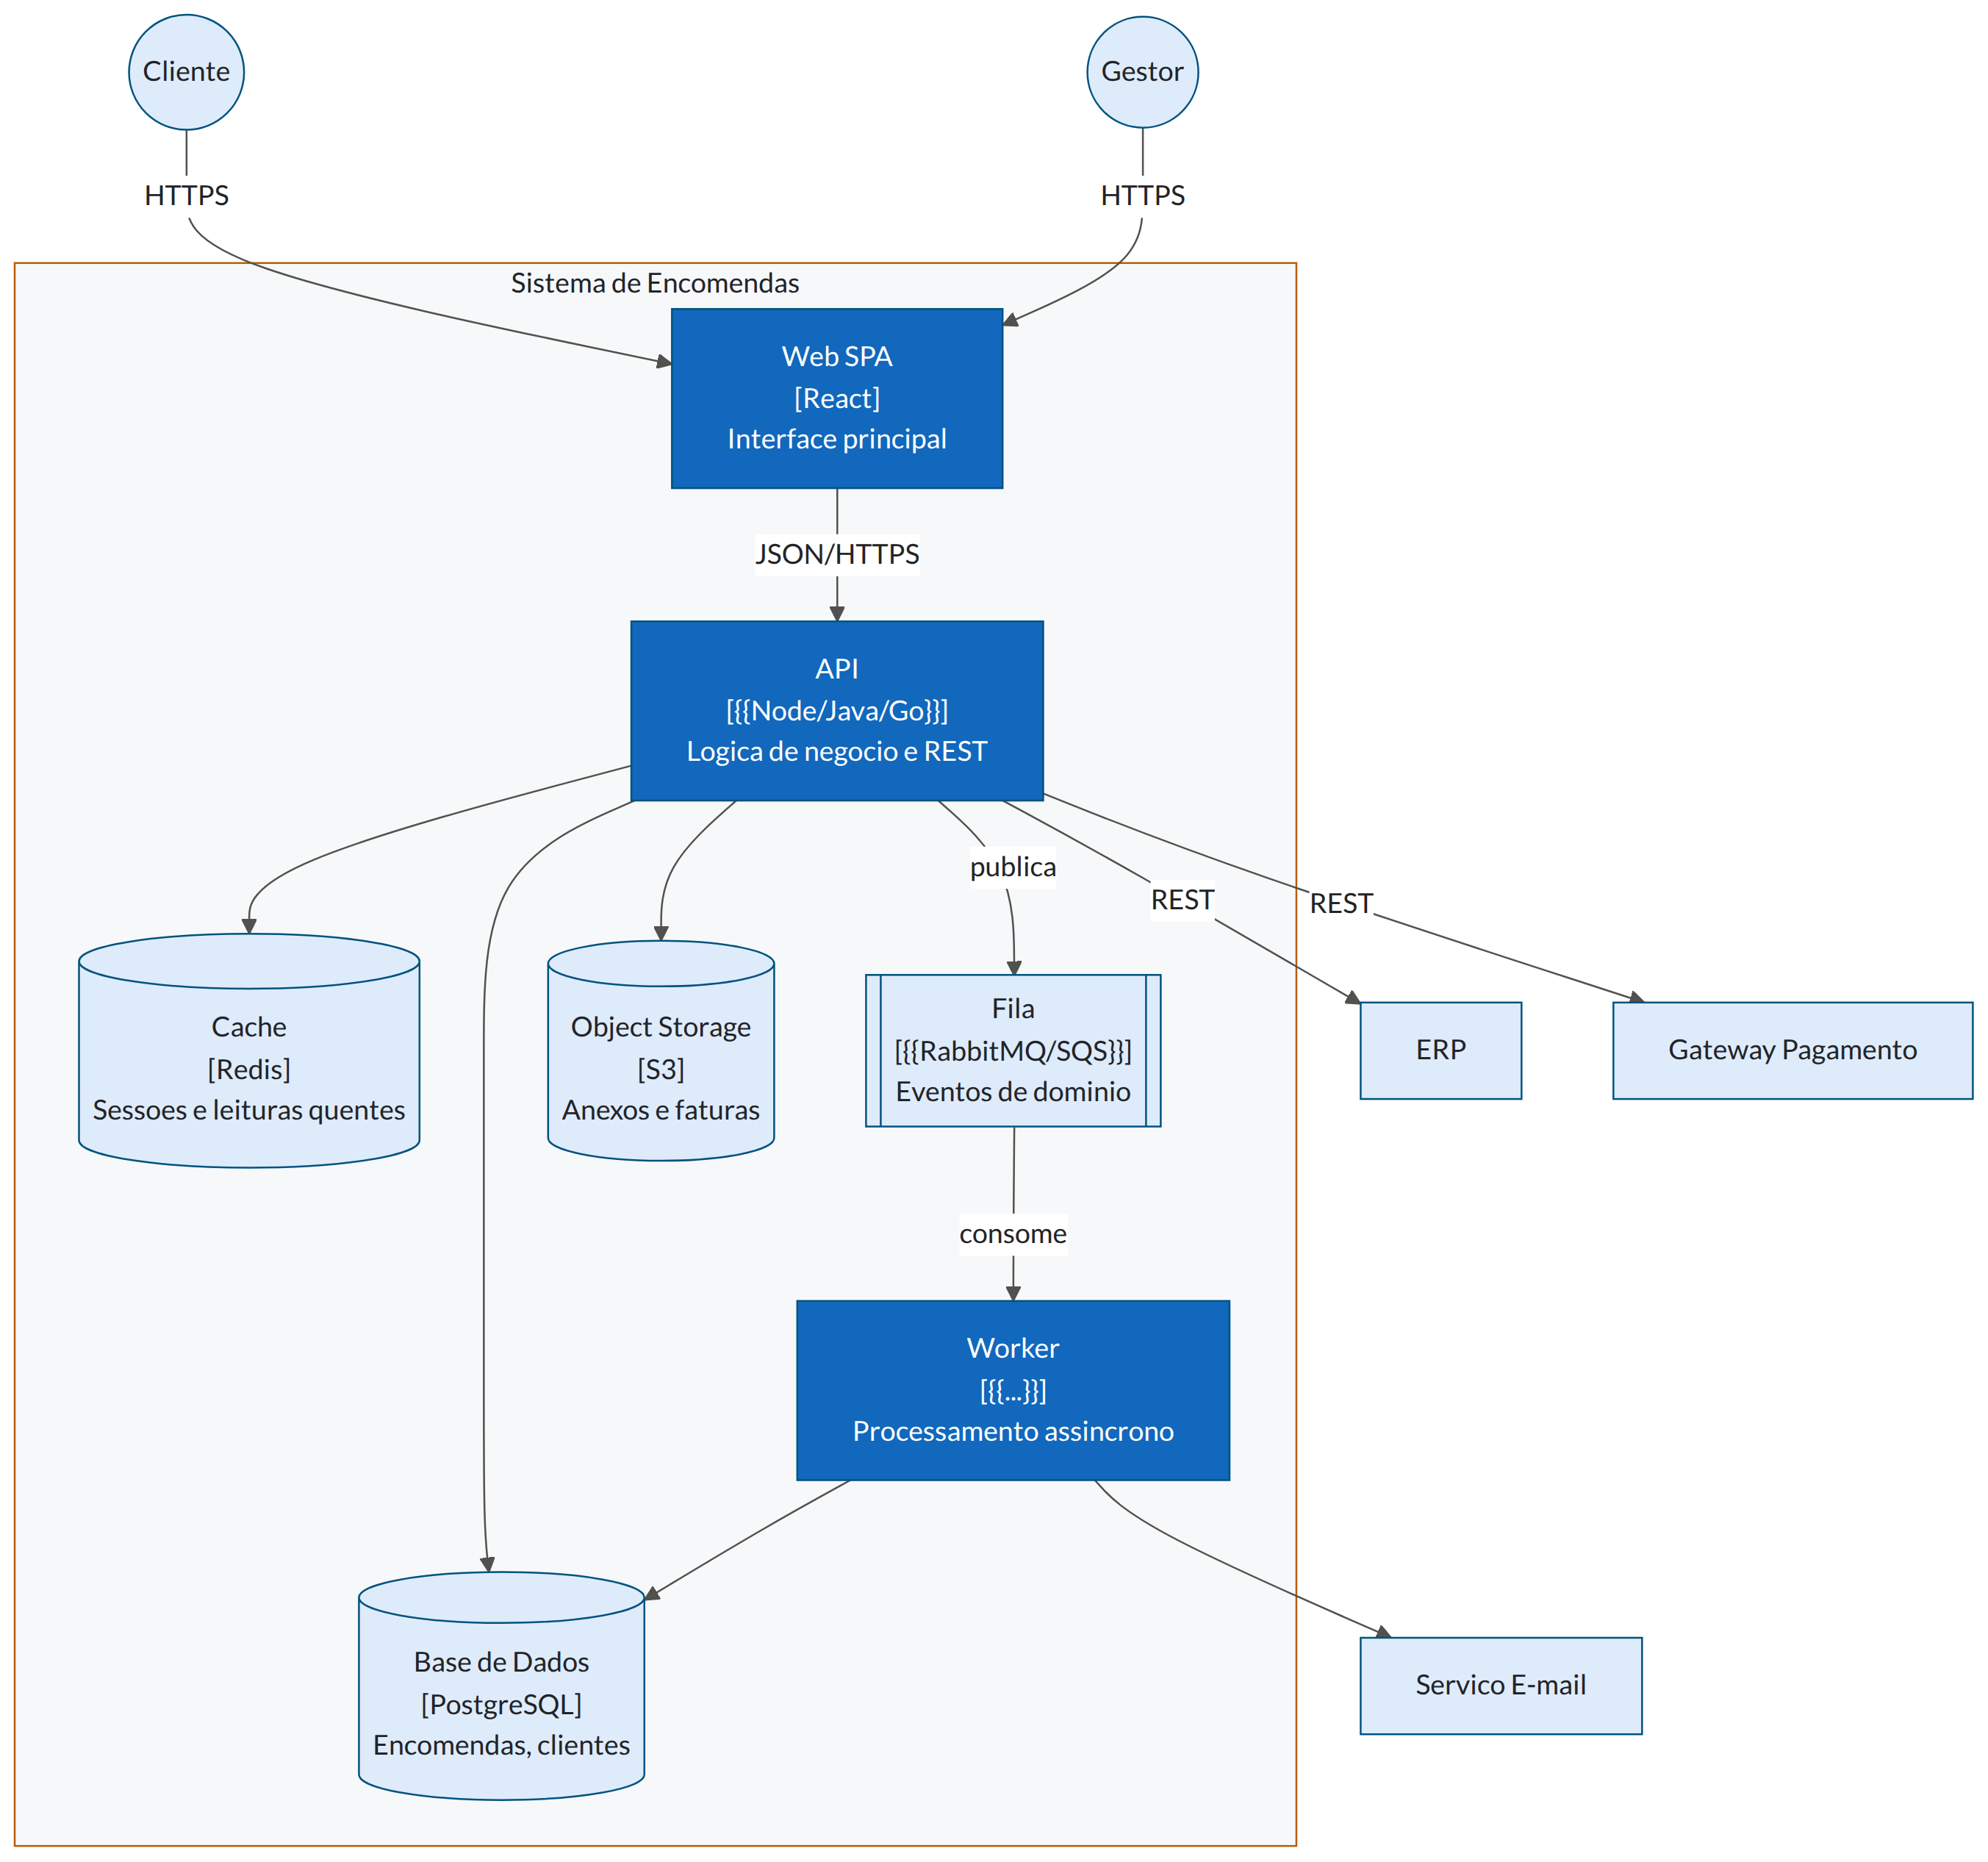 Cliente
Gestor
HTTPS
HTTPS
Sistema de Encomendas
Web SPA
[React]
Interface principal
JSON/HTTPS
API
[{{Node/Java/Go}}]
Logica de negocio e REST
publica
REST
REST
Cache
[Redis]
Sessoes e leituras quentes
Object Storage
[S3]
Anexos e faturas
Fila
[{{RabbitMQ/SQS}}]
Eventos de dominio
ERP
Gateway Pagamento
consome
Worker
[{{...}}]
Processamento assincrono
Base de Dados
[PostgreSQL]
Encomendas, clientes
Servico E-mail